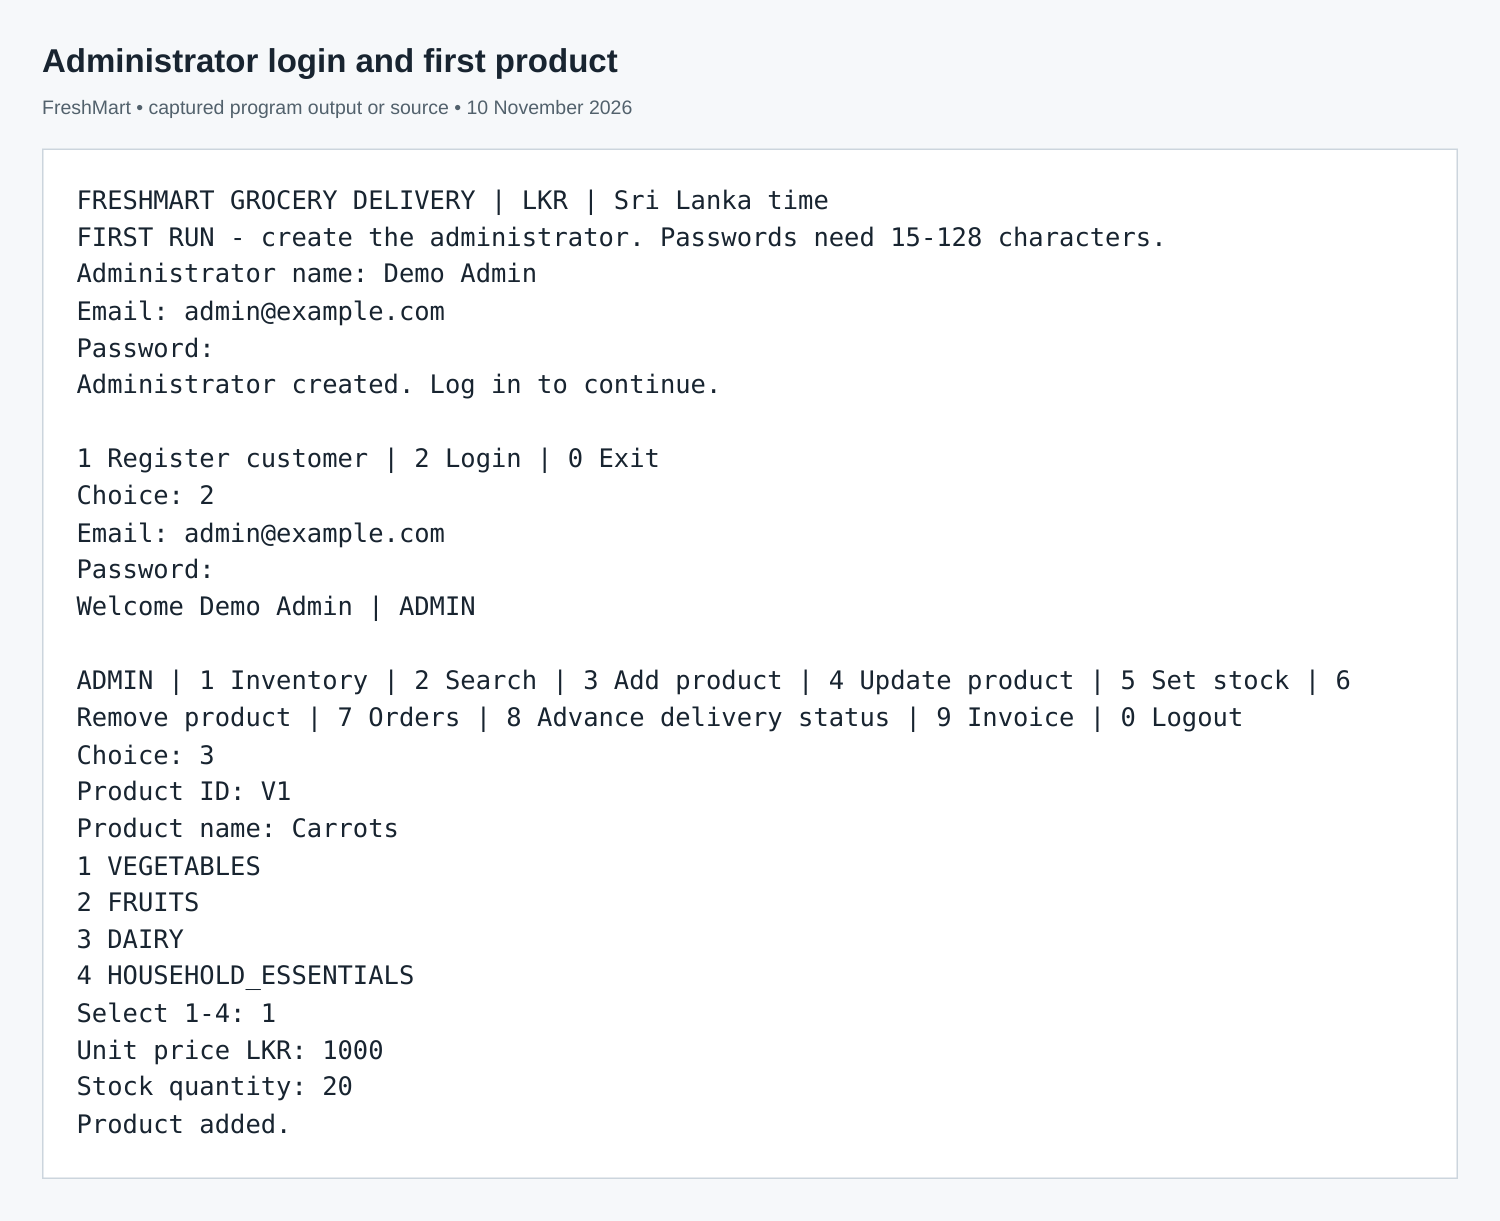 Administrator login and first product
FreshMart • captured program output or source • 10 November 2026
FRESHMART GROCERY DELIVERY | LKR | Sri Lanka time
FIRST RUN - create the administrator. Passwords need 15-128 characters.
Administrator name: Demo Admin
Email: admin@example.com
Password:
Administrator created. Log in to continue.
1 Register customer | 2 Login | 0 Exit
Choice: 2
Email: admin@example.com
Password:
Welcome Demo Admin | ADMIN
ADMIN | 1 Inventory | 2 Search | 3 Add product | 4 Update product | 5 Set stock | 6
Remove product | 7 Orders | 8 Advance delivery status | 9 Invoice | 0 Logout
Choice: 3
Product ID: V1
Product name: Carrots
1 VEGETABLES
2 FRUITS
3 DAIRY
4 HOUSEHOLD_ESSENTIALS
Select 1-4: 1
Unit price LKR: 1000
Stock quantity: 20
Product added.